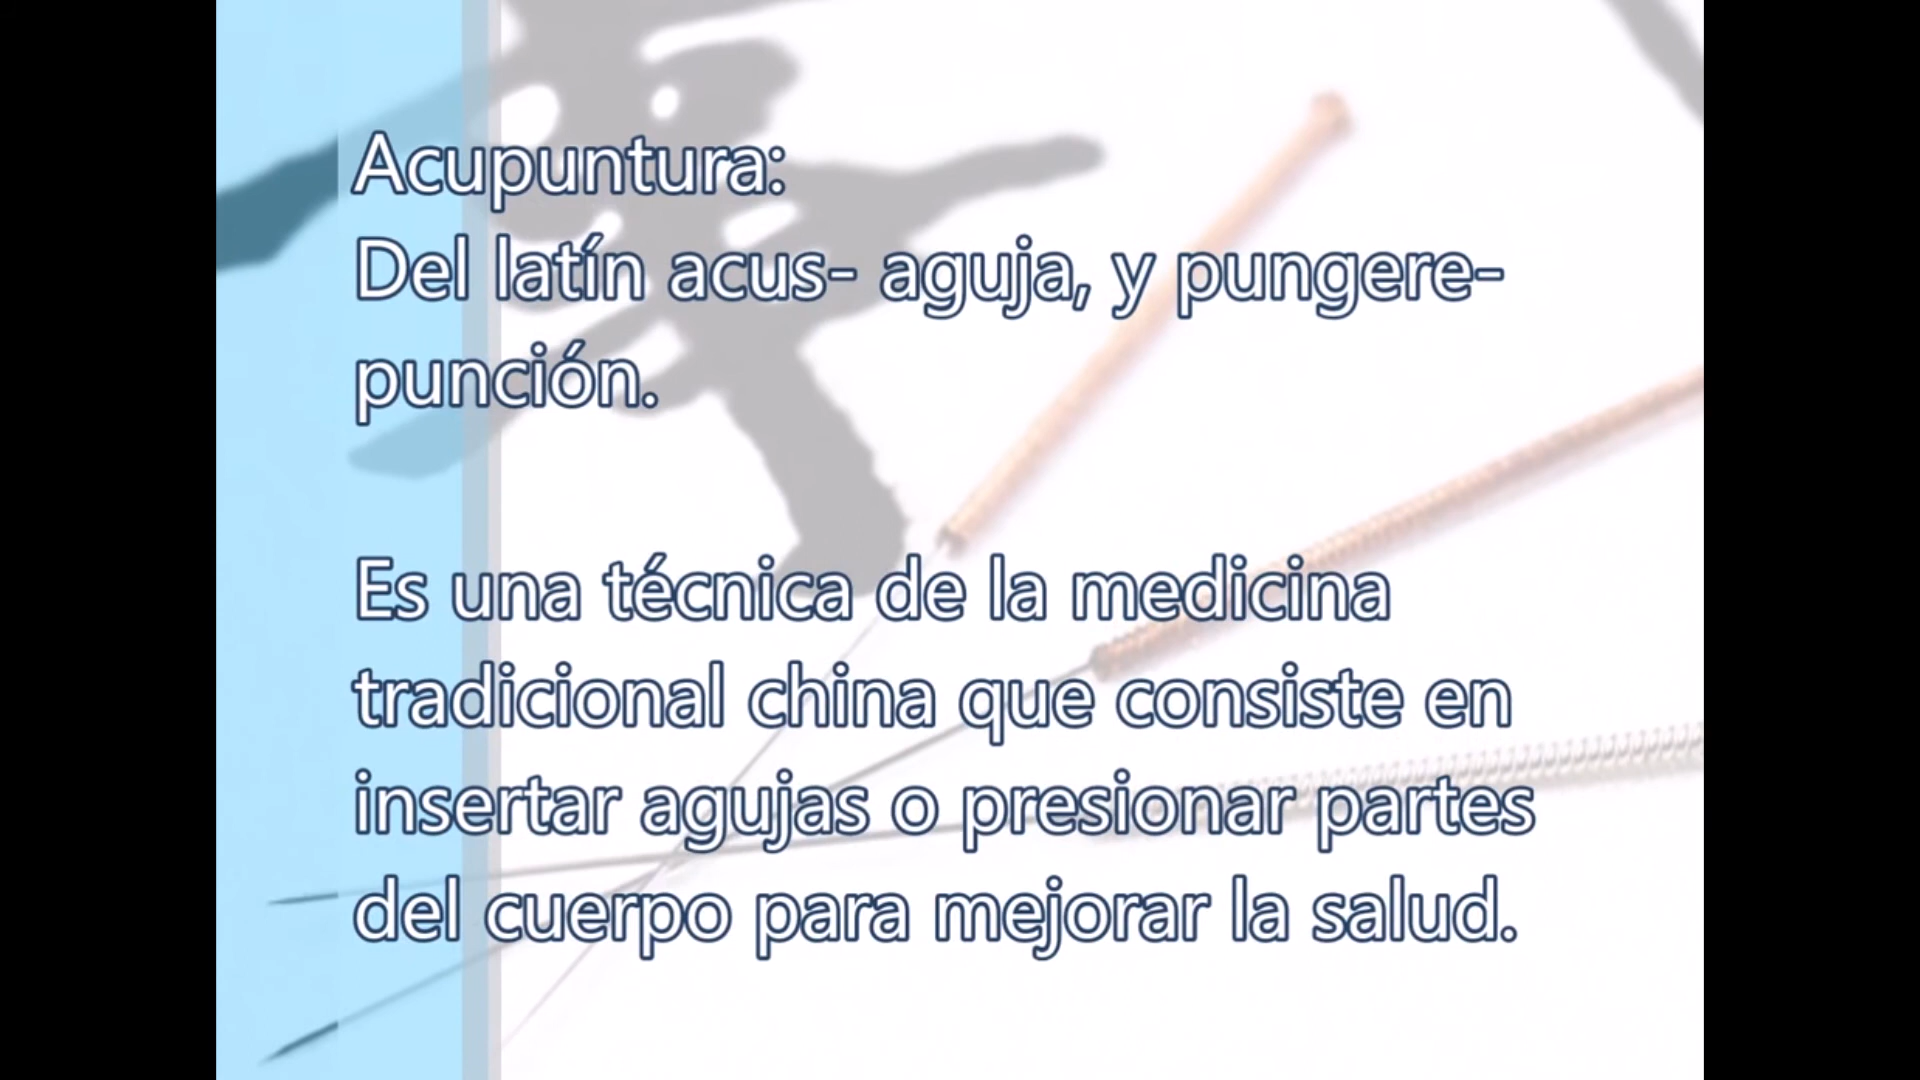 Acupuntura:
Del latín acus- aguja, y pungere-
punción.
Es una técnica de la medicina
tradicional china que consiste en
insertar agujas o presionar partes
del cuerpo para mejorar la salud.